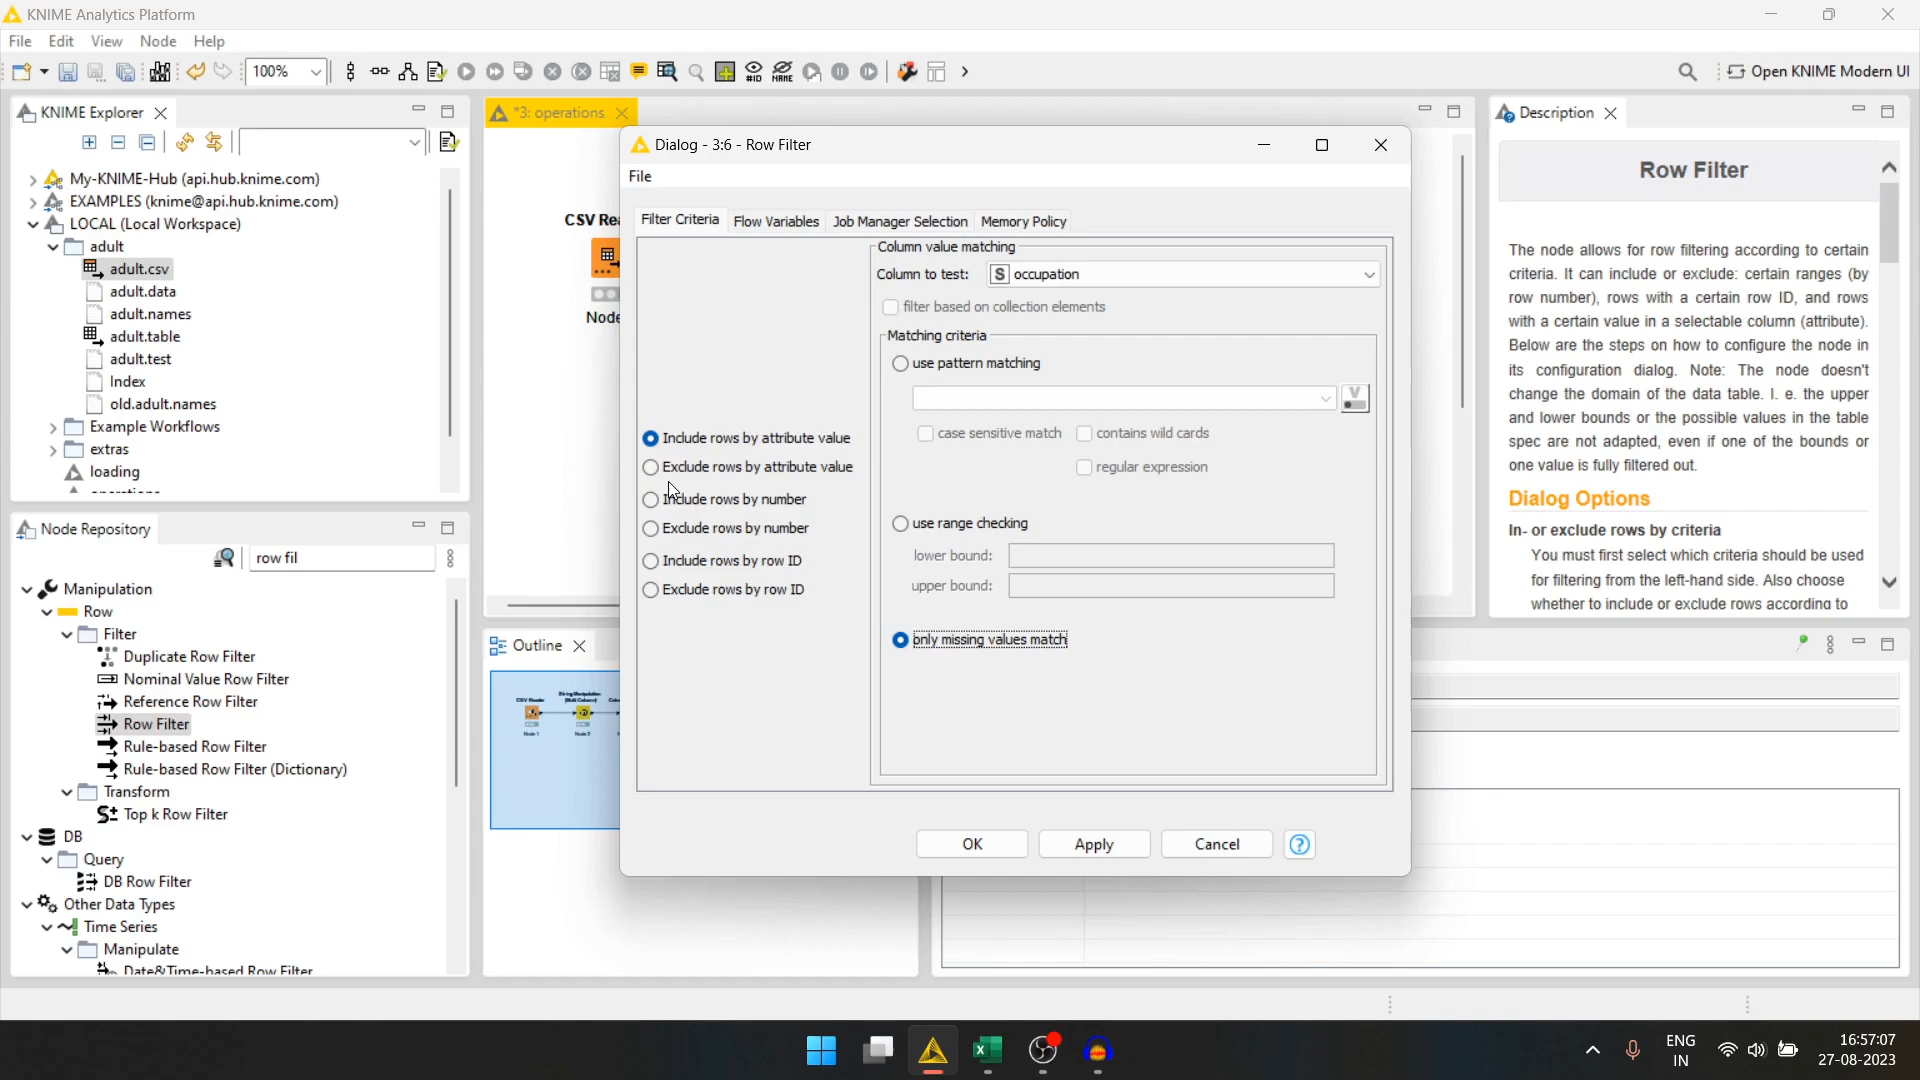 KNIME Analytics Platform
File Edit View Node Help
100%
#ID
NAME
Open KNIME Modern UI
KNIME Explorer
My-KNIME-Hub (api.hub.knime.com)
EXAMPLES (knime@api.hub.knime.com)
LOCAL (Local Workspace)
adult
adult.csv
adult.data
adult.names
adult.table
adult.test
Index
old.adult.names
Example Workflows
extras
loading
operations
Node Repository
row fil
Manipulation
Row
Filter
Duplicate Row Filter
Nominal Value Row Filter
Reference Row Filter
Row Filter
Rule-based Row Filter
Rule-based Row Filter (Dictionary)
Transform
Top k Row Filter
DB
Query
DB Row Filter
Other Data Types
Time Series
Manipulate
Date&Time-based Row Filter
*3: operations
CSV Rea
Node
Outline
CSV Reader
String Manipulation
(Multi Column)
Node 1
Node 2
Dialog - 3:6 - Row Filter
File
Filter Criteria Flow Variables Job Manager Selection Memory Policy
Include rows by attribute value
Exclude rows by attribute value
Include rows by number
Exclude rows by number
Include rows by row ID
Exclude rows by row ID
Column value matching
Column to test: S occupation
filter based on collection elements
Matching criteria
use pattern matching
V
case sensitive match contains wild cards
regular expression
use range checking
lower bound:
upper bound:
only missing values match
OK Apply Cancel ?
Description
Row Filter
The node allows for row filtering according to certain
criteria. It can include or exclude: certain ranges (by
row number), rows with a certain row ID, and rows
with a certain value in a selectable column (attribute).
Below are the steps on how to configure the node in
its configuration dialog. Note: The node doesn't
change the domain of the data table. I. e. the upper
and lower bounds or the possible values in the table
spec are not adapted, even if one of the bounds or
one value is fully filtered out.
Dialog Options
In- or exclude rows by criteria
You must first select which criteria should be used
for filtering from the left-hand side. Also choose
whether to include or exclude rows according to
ENG
IN
16:57:07
27-08-2023